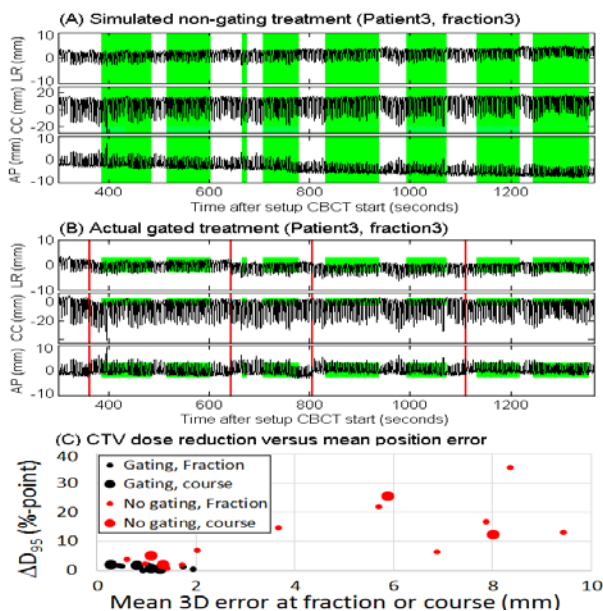 (A) Simulated non-gating treatment (Patient3, fraction3)
10
0
-10
LR (mm)
20
0
-20
CC (mm)
10
0
-10
AP (mm)
400 600 800 1000 1200
Time after setup CBCT start (seconds)
(B) Actual gated treatment (Patient3, fraction3)
10
0
-10
LR (mm)
0
-20
CC (mm)
10
0
-10
AP (mm)
400 600 800 1000 1200
Time after setup CBCT start (seconds)
(C) CTV dose reduction versus mean position error
40
30
20
10
0
ΔD95 (%-point)
Gating, Fraction
Gating, course
No gating, Fraction
No gating, course
0 2 4 6 8 10
Mean 3D error at fraction or course (mm)